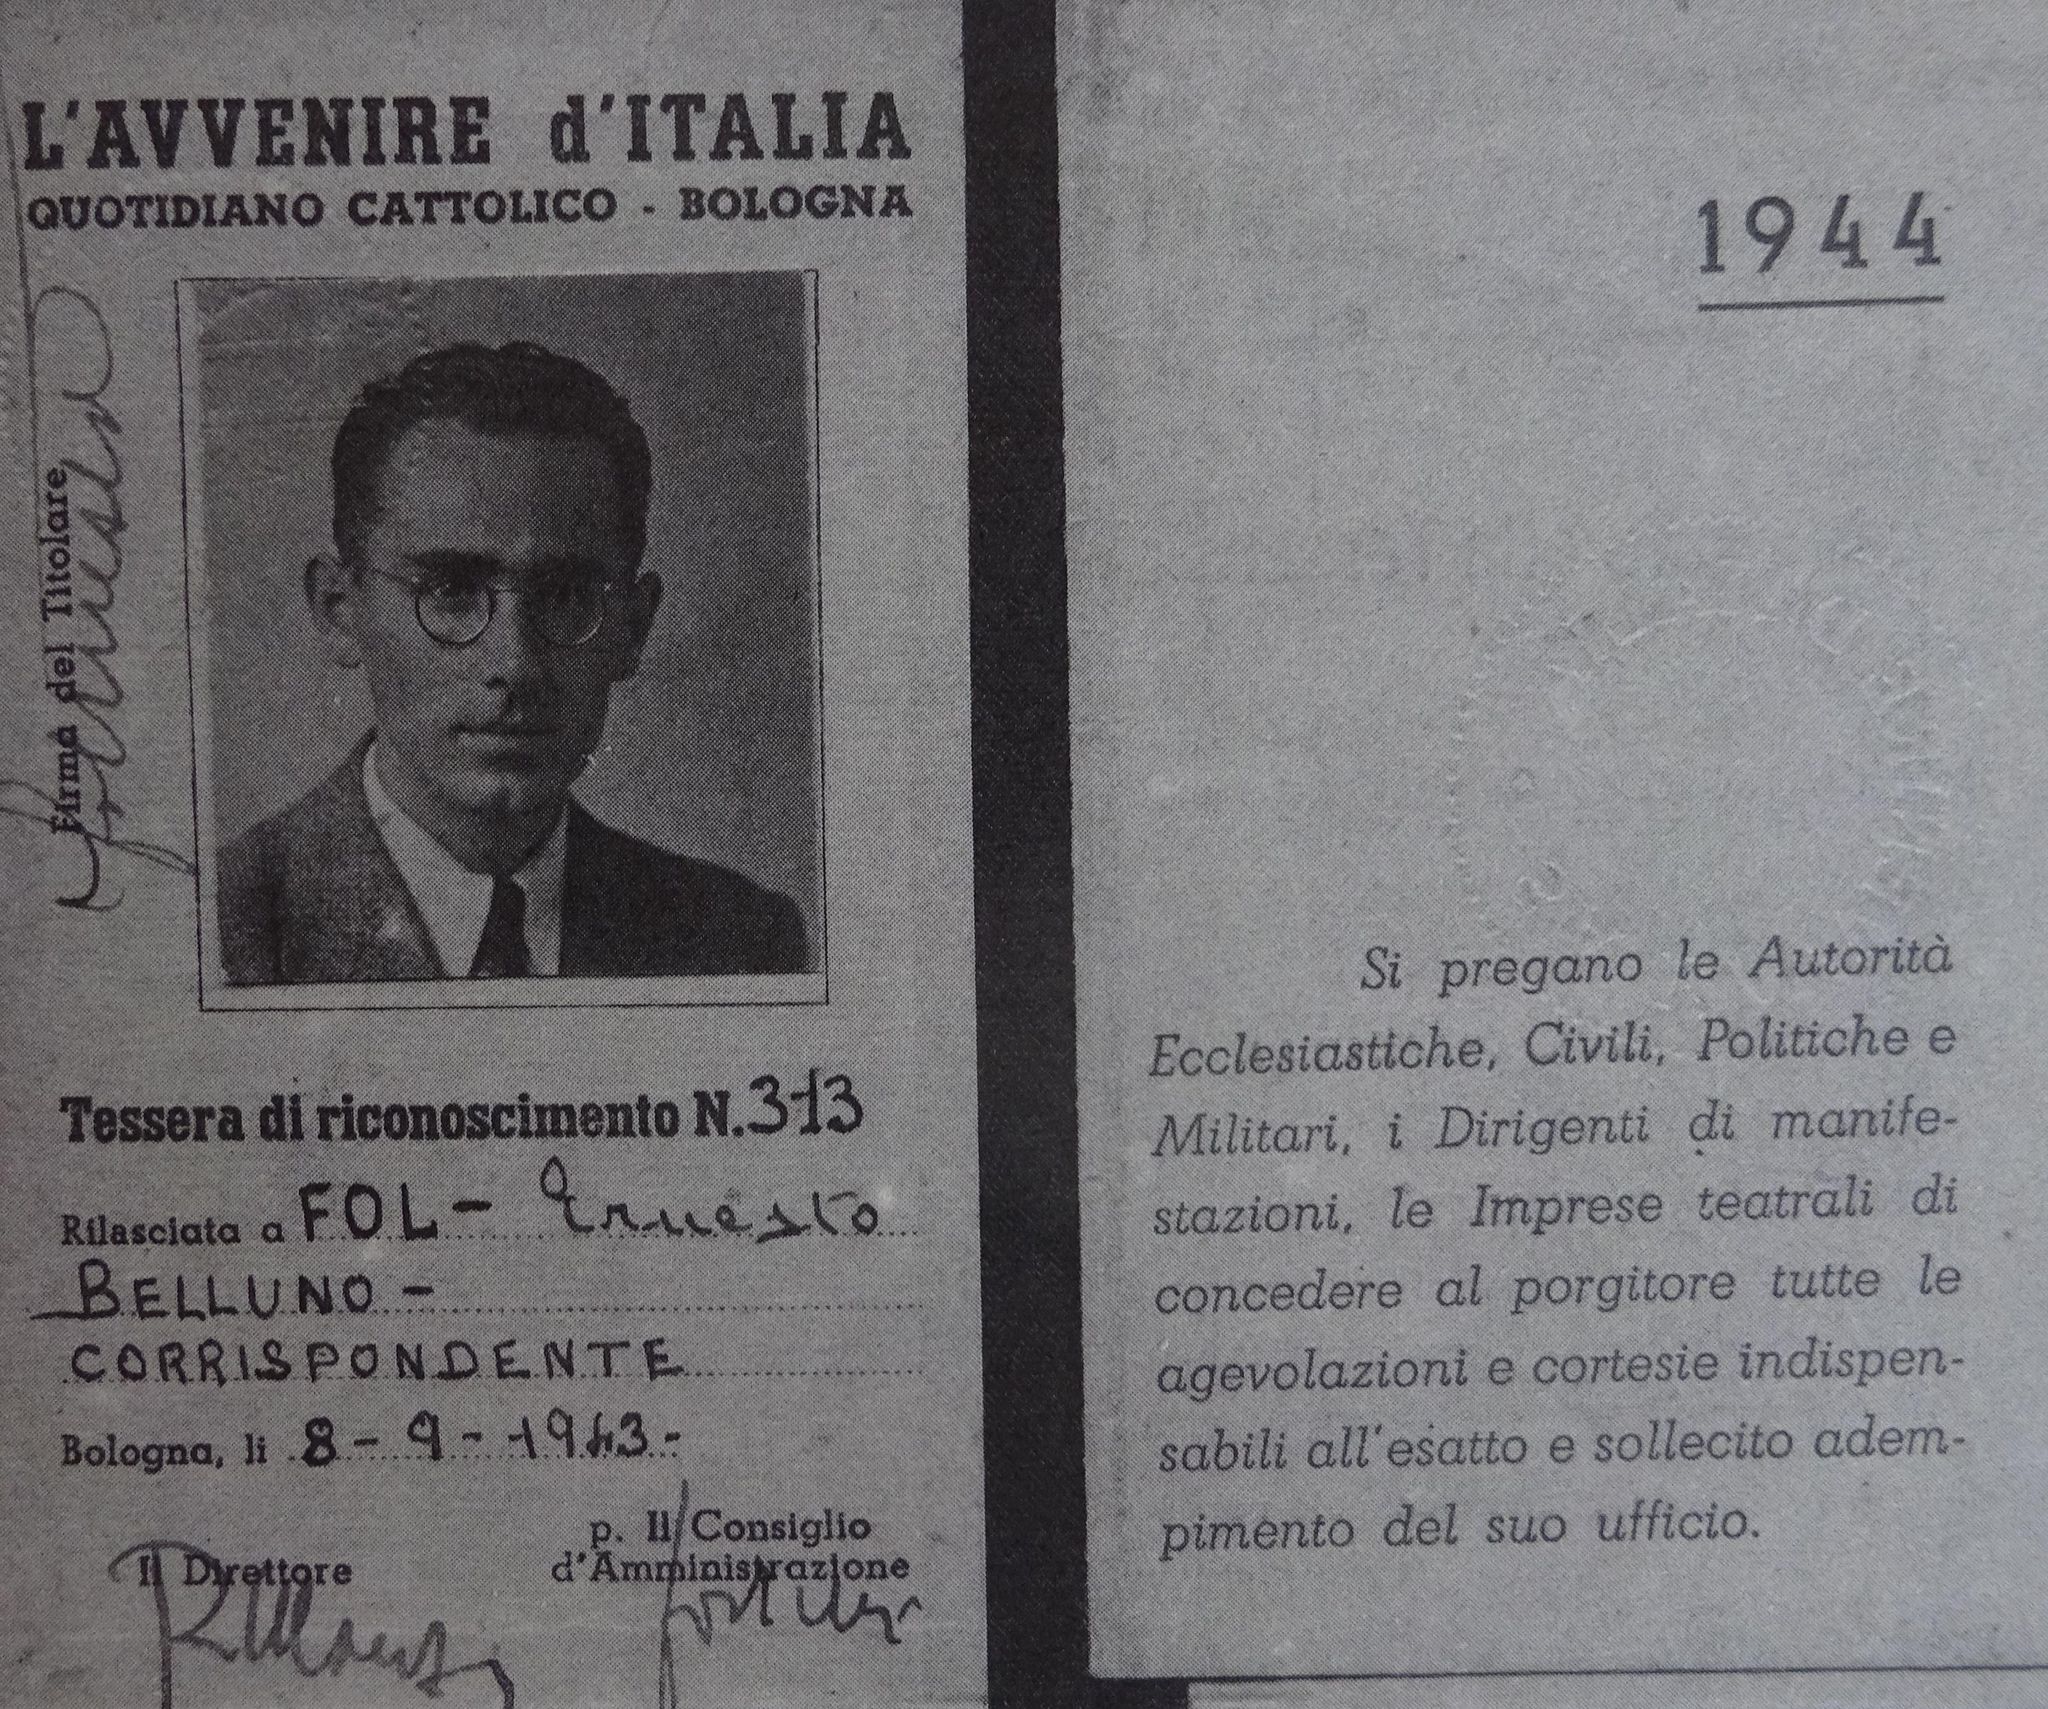 L'AVVENIRE d'ITALIA
QUOTIDIANO CATTOLICO - BOLOGNA
Firma del Titolare
Tessera di riconoscimento N. 313
Rilasciata a FOL - Ernesto
BELLUNO -
CORRISPONDENTE
Bologna, li 8 - 9 - 1943 -
Il Direttore
p. Il Consiglio
d'Amministrazione
1944
Si pregano le Autorità
Ecclesiastiche, Civili, Politiche e
Militari, i Dirigenti di manife-
stazioni, le Imprese teatrali di
concedere al porgitore tutte le
agevolazioni e cortesie indispen-
sabili all'esatto e sollecito adem-
pimento del suo ufficio.